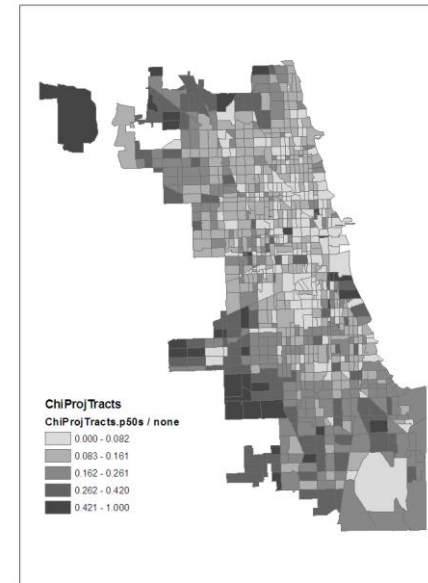 ChiProjTracts
ChiProjTracts.p50s / none
0.000 - 0.082
0.083 - 0.161
0.162 - 0.261
0.262 - 0.420
0.421 - 1.000